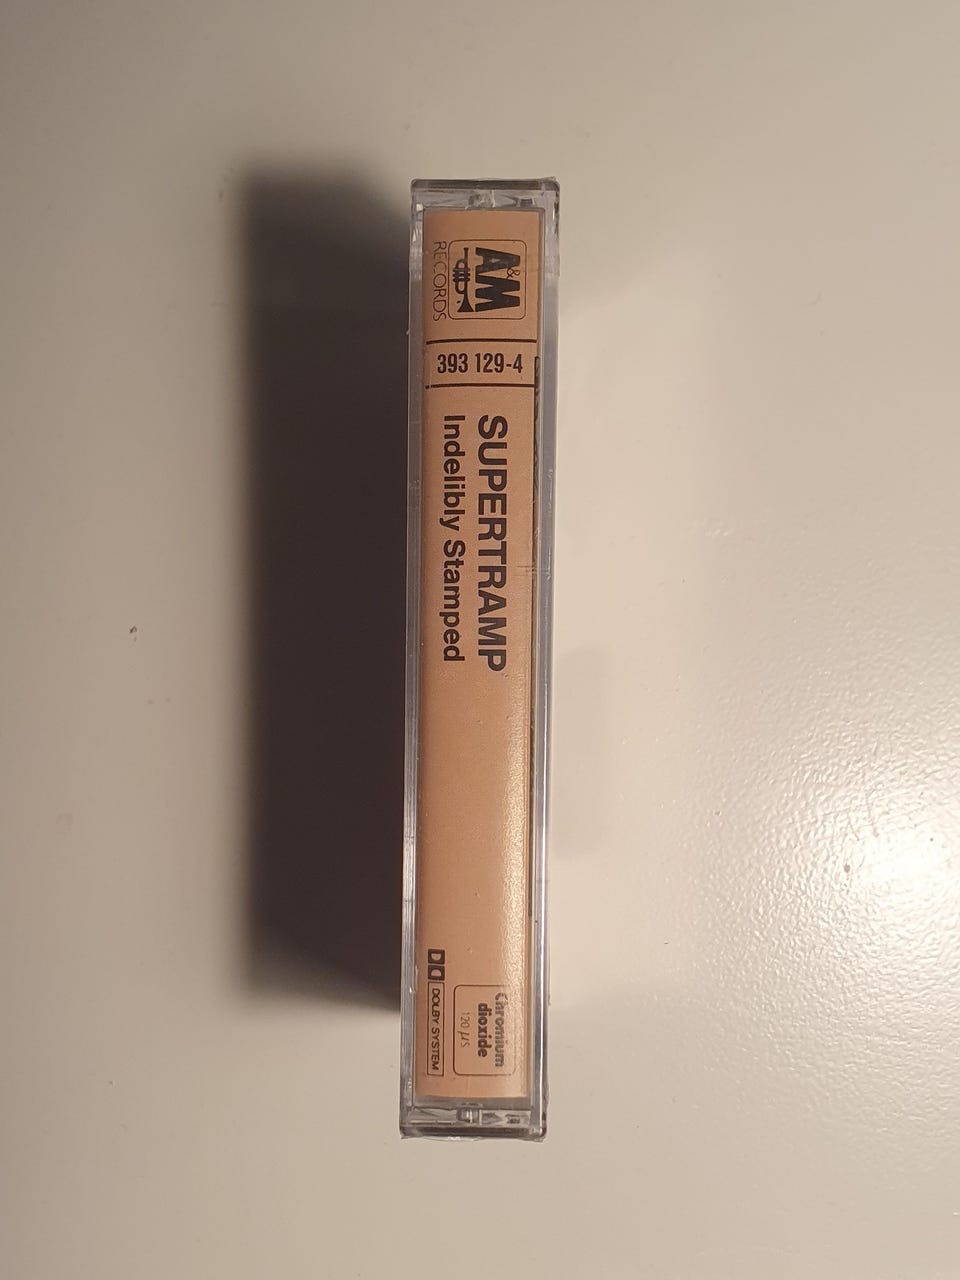 A&M
RECORDS
393 129-4
SUPERTRAMP
Indelibly Stamped
Chromium
dioxide
120 µs
DOLBY SYSTEM